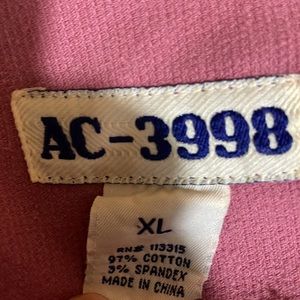 AC-3998
XL
RN# 113315
97% COTTON
3% SPANDEX
MADE IN CHINA